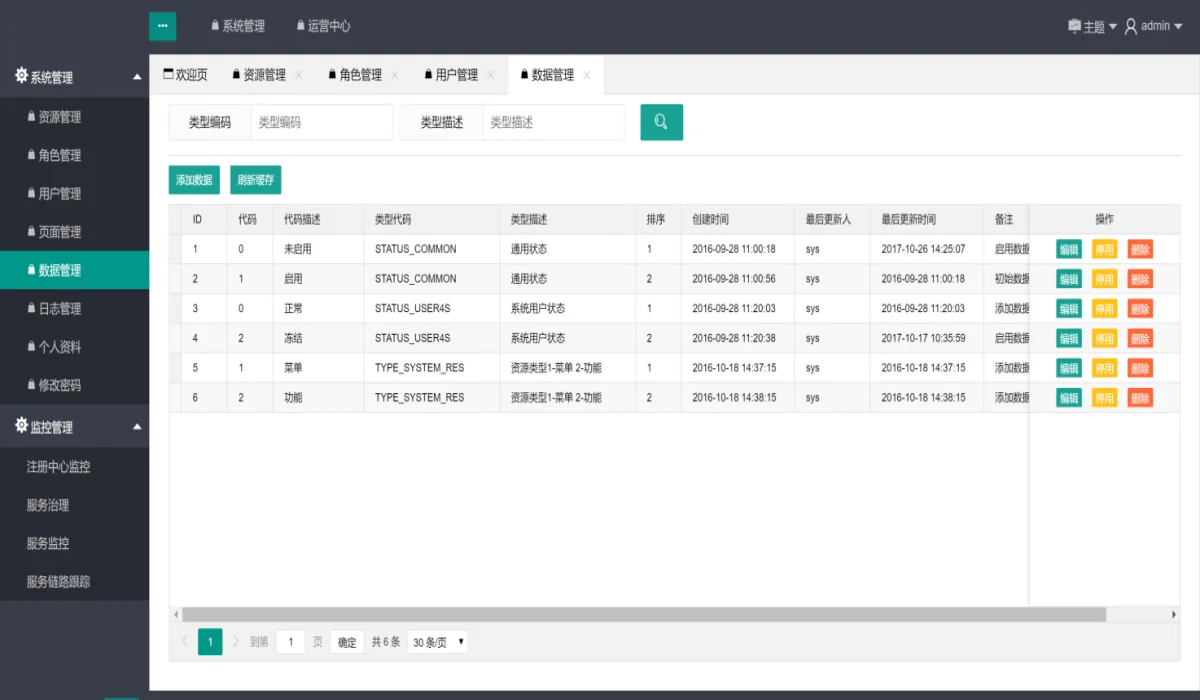 ··· 系统管理 运营中心 主题 admin
系统管理
资源管理
角色管理
用户管理
页面管理
数据管理
日志管理
个人资料
修改密码
监控管理
注册中心监控
服务治理
服务监控
服务链路跟踪
欢迎页 资源管理 × 角色管理 × 用户管理 × 数据管理 ×
类型编码 类型编码 类型描述 类型描述
添加数据 刷新缓存
ID 代码 代码描述 类型代码 类型描述 排序 创建时间 最后更新人 最后更新时间 备注 操作
1 0 未启用 STATUS_COMMON 通用状态 1 2016-09-28 11:00:18 sys 2017-10-26 14:25:07 启用数据 编辑 停用 删除
2 1 启用 STATUS_COMMON 通用状态 2 2016-09-28 11:00:56 sys 2016-09-28 11:00:18 初始数据 编辑 停用 删除
3 0 正常 STATUS_USER4S 系统用户状态 1 2016-09-28 11:20:03 sys 2016-09-28 11:20:03 添加数据 编辑 停用 删除
4 2 冻结 STATUS_USER4S 系统用户状态 2 2016-09-28 11:20:38 sys 2017-10-17 10:35:59 启用数据 编辑 停用 删除
5 1 菜单 TYPE_SYSTEM_RES 资源类型1-菜单 2-功能 1 2016-10-18 14:37:15 sys 2016-10-18 14:37:15 添加数据 编辑 停用 删除
6 2 功能 TYPE_SYSTEM_RES 资源类型1-菜单 2-功能 2 2016-10-18 14:38:15 sys 2016-10-18 14:38:15 添加数据 编辑 停用 删除
1 到第 1 页 确定 共 6 条 30 条/页